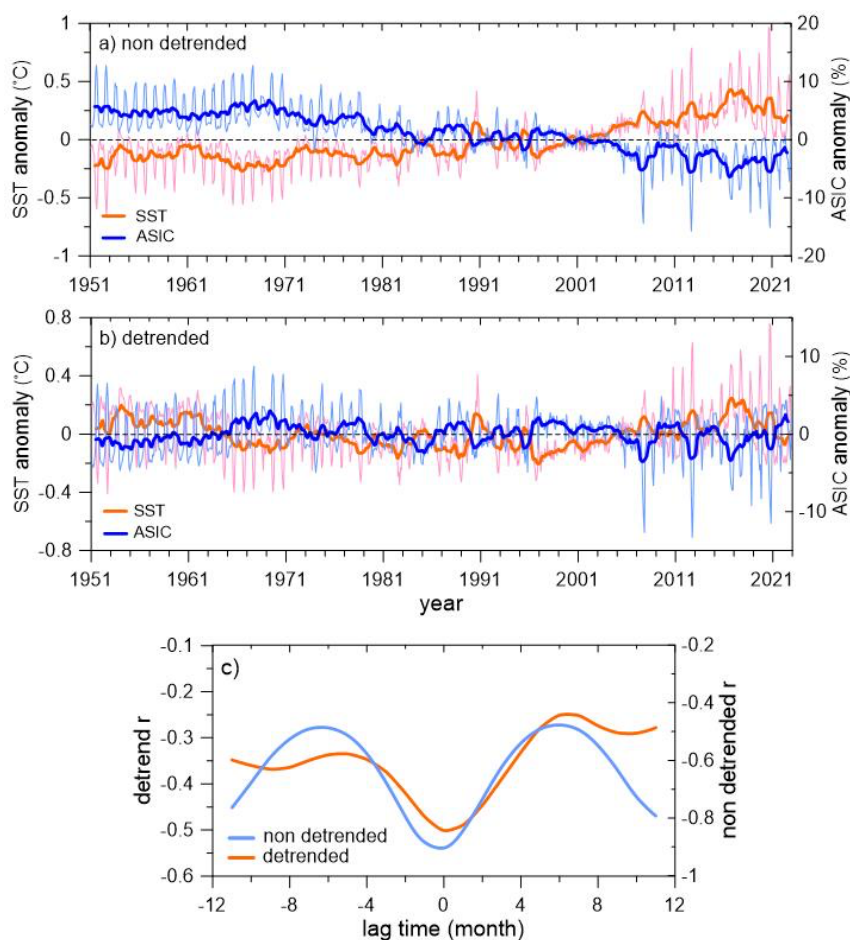 a) non detrended
SST anomaly (°C)
ASIC anomaly (%)
1
0.5
0
-0.5
-1
20
10
0
-10
-20
SST
ASIC
1951 1961 1971 1981 1991 2001 2011 2021
b) detrended
SST anomaly (°C)
ASIC anomaly (%)
0.8
0.4
0
-0.4
-0.8
10
0
-10
SST
ASIC
1951 1961 1971 1981 1991 2001 2011 2021
year
c)
detrend r
non detrended r
-0.1
-0.2
-0.3
-0.4
-0.5
-0.6
-0.2
-0.4
-0.6
-0.8
-1
non detrended
detrended
-12 -8 -4 0 4 8 12
lag time (month)